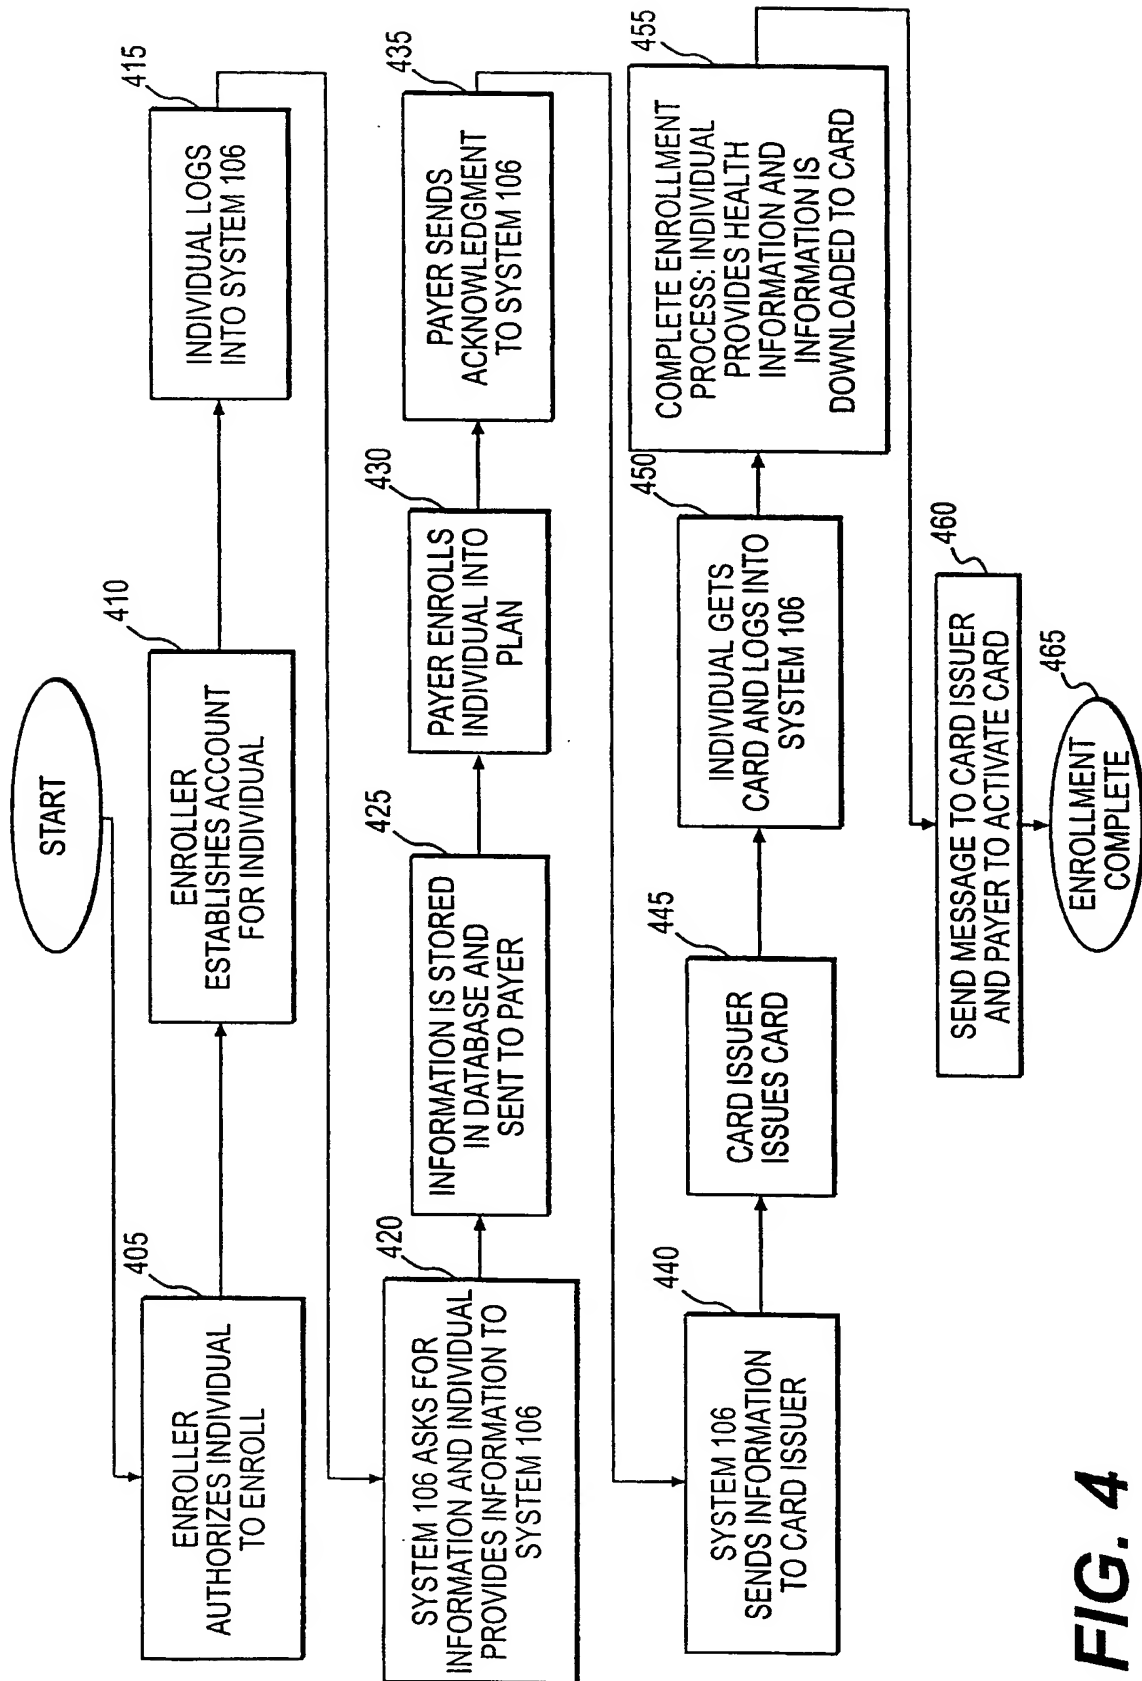 START
405
ENROLLER
AUTHORIZES INDIVIDUAL
TO ENROLL
410
ENROLLER
ESTABLISHES ACCOUNT
FOR INDIVIDUAL
415
INDIVIDUAL LOGS
INTO SYSTEM 106
420
SYSTEM 106 ASKS FOR
INFORMATION AND INDIVIDUAL
PROVIDES INFORMATION TO
SYSTEM 106
425
INFORMATION IS STORED
IN DATABASE AND
SENT TO PAYER
430
PAYER ENROLLS
INDIVIDUAL INTO
PLAN
435
PAYER SENDS
ACKNOWLEDGMENT
TO SYSTEM 106
440
SYSTEM 106
SENDS INFORMATION
TO CARD ISSUER
445
CARD ISSUER
ISSUES CARD
450
INDIVIDUAL GETS
CARD AND LOGS INTO
SYSTEM 106
455
COMPLETE ENROLLMENT
PROCESS: INDIVIDUAL
PROVIDES HEALTH
INFORMATION AND
INFORMATION IS
DOWNLOADED TO CARD
460
SEND MESSAGE TO CARD ISSUER
AND PAYER TO ACTIVATE CARD
465
ENROLLMENT
COMPLETE
FIG. 4